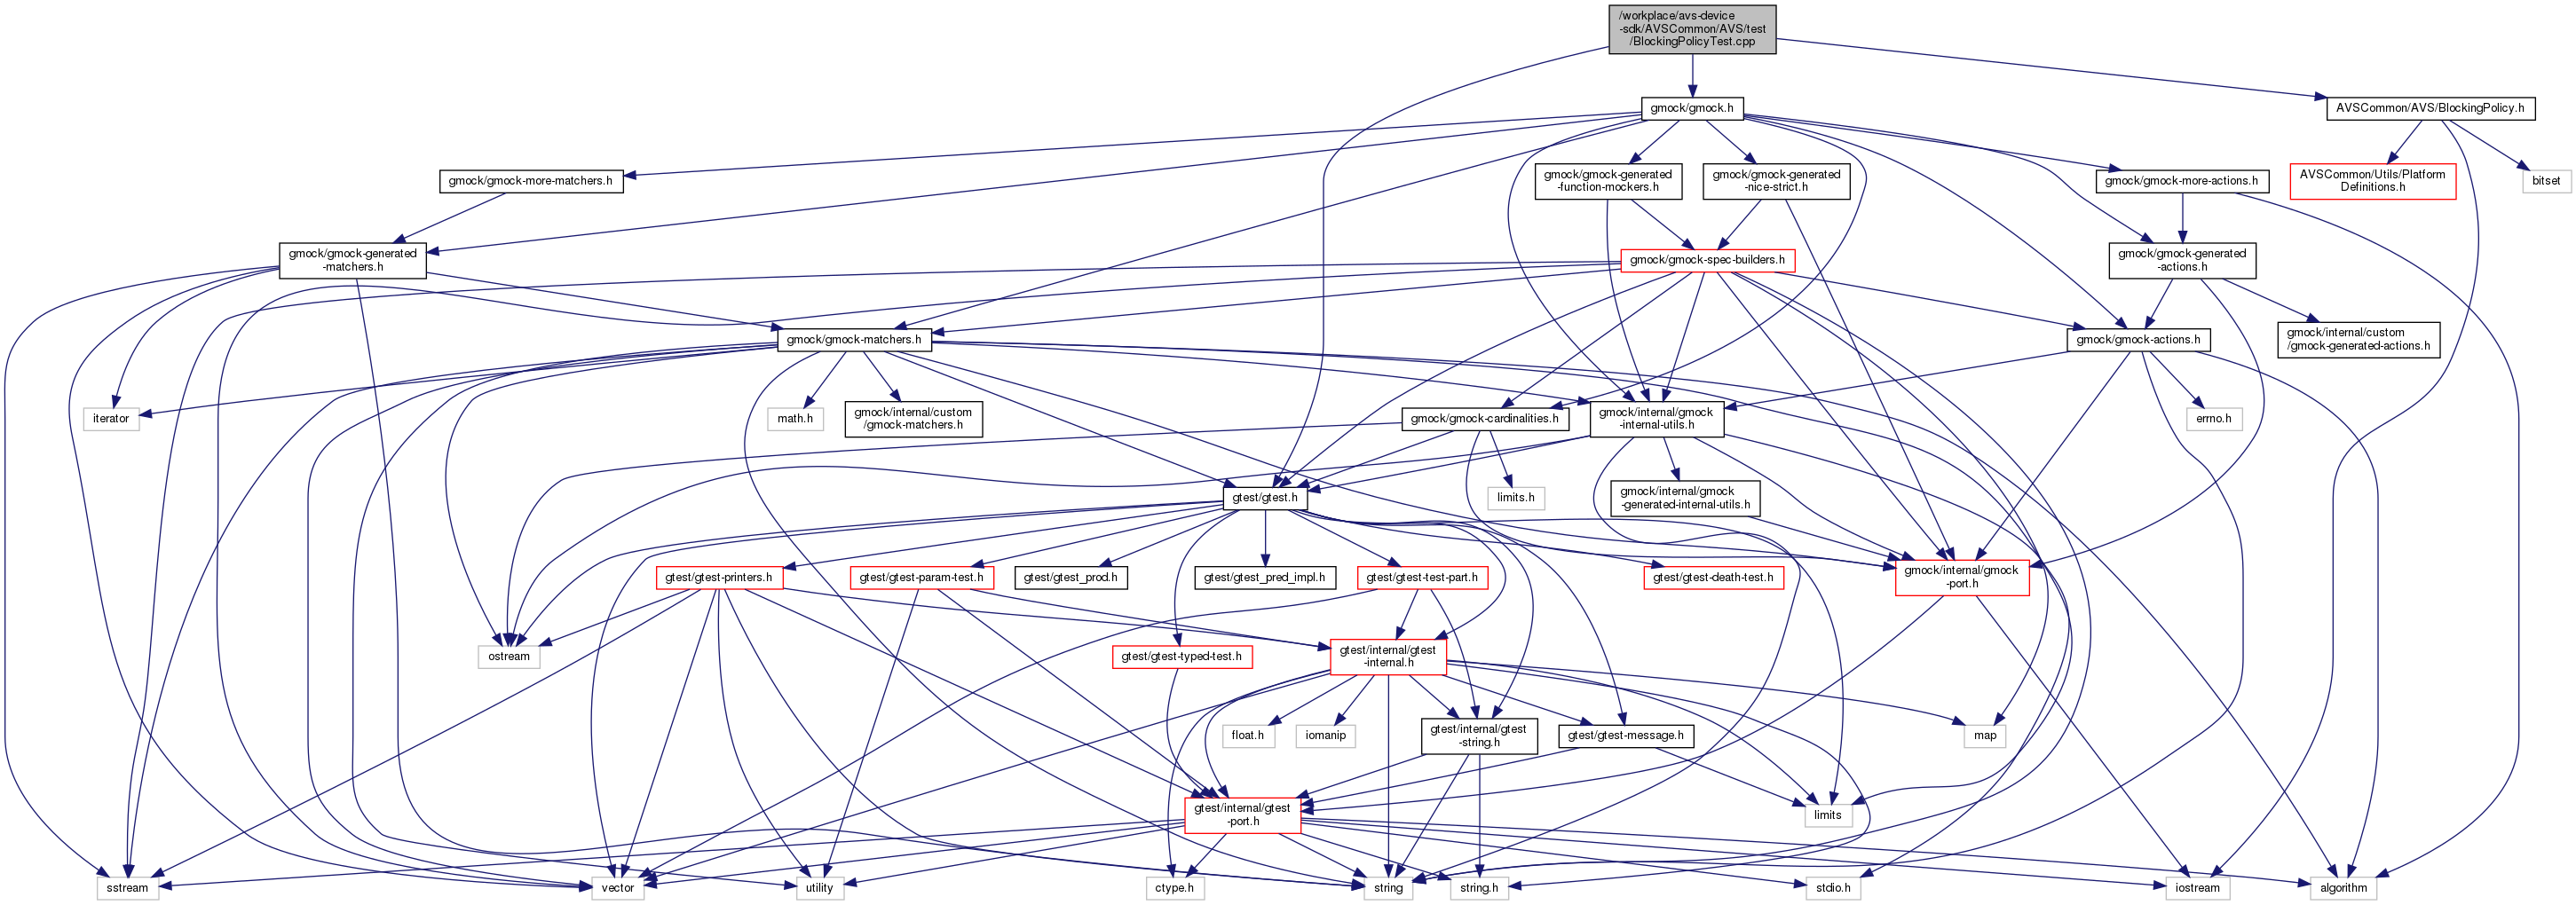 /workplace/avs-device
-sdk/AVSCommon/AVS/test
/BlockingPolicyTest.cpp
gmock/gmock.h
AVSCommon/AVS/BlockingPolicy.h
gmock/gmock-more-matchers.h
gmock/gmock-generated
-function-mockers.h
gmock/gmock-generated
-nice-strict.h
gmock/gmock-more-actions.h
AVSCommon/Utils/Platform
Definitions.h
bitset
gmock/gmock-generated
-matchers.h
gmock/gmock-spec-builders.h
gmock/gmock-generated
-actions.h
gmock/gmock-matchers.h
gmock/gmock-actions.h
gmock/internal/custom
/gmock-generated-actions.h
iterator
math.h
gmock/internal/custom
/gmock-matchers.h
gmock/gmock-cardinalities.h
gmock/internal/gmock
-internal-utils.h
errno.h
gtest/gtest.h
limits.h
gmock/internal/gmock
-generated-internal-utils.h
gtest/gtest-printers.h
gtest/gtest-param-test.h
gtest/gtest_prod.h
gtest/gtest_pred_impl.h
gtest/gtest-test-part.h
gtest/gtest-death-test.h
gmock/internal/gmock
-port.h
ostream
gtest/gtest-typed-test.h
gtest/internal/gtest
-internal.h
float.h
iomanip
gtest/internal/gtest
-string.h
gtest/gtest-message.h
map
gtest/internal/gtest
-port.h
limits
sstream
vector
utility
ctype.h
string
string.h
stdio.h
iostream
algorithm